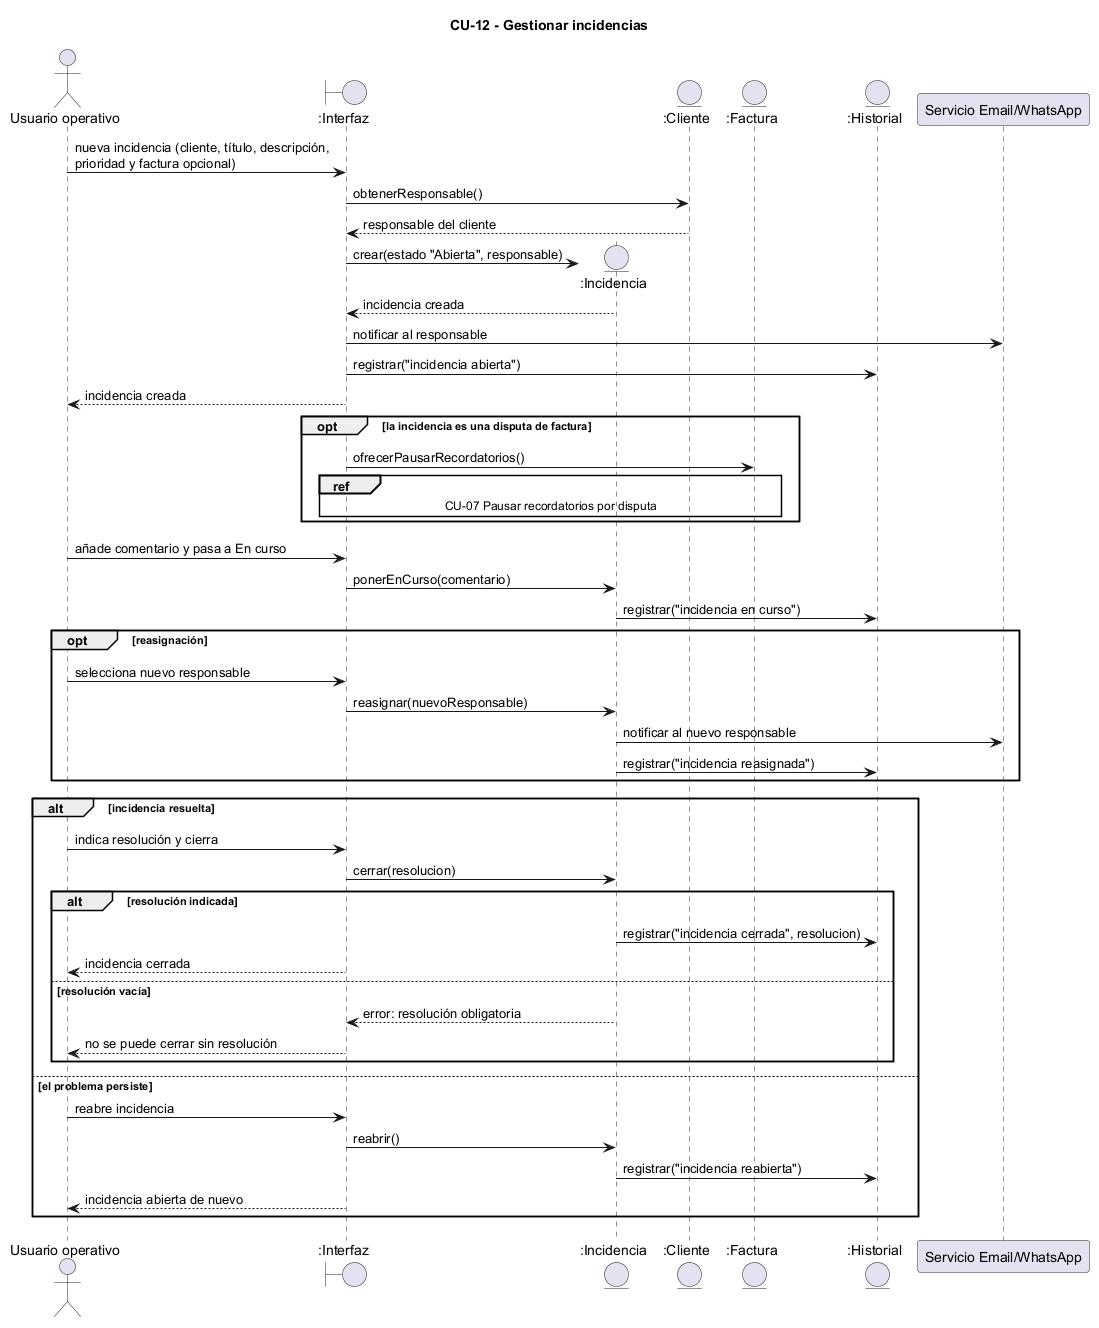 CU-12 - Gestionar incidencias
Usuario operativo
:Interfaz
:Cliente
:Factura
:Historial
Servicio Email/WhatsApp
nueva incidencia (cliente, título, descripción,
prioridad y factura opcional)
obtenerResponsable()
responsable del cliente
crear(estado "Abierta", responsable)
:Incidencia
incidencia creada
notificar al responsable
registrar("incidencia abierta")
incidencia creada
opt
[la incidencia es una disputa de factura]
ofrecerPausarRecordatorios()
ref
CU-07 Pausar recordatorios por disputa
añade comentario y pasa a En curso
ponerEnCurso(comentario)
registrar("incidencia en curso")
opt
[reasignación]
selecciona nuevo responsable
reasignar(nuevoResponsable)
notificar al nuevo responsable
registrar("incidencia reasignada")
alt
[incidencia resuelta]
indica resolución y cierra
cerrar(resolucion)
alt
[resolución indicada]
registrar("incidencia cerrada", resolucion)
incidencia cerrada
[resolución vacía]
error: resolución obligatoria
no se puede cerrar sin resolución
[el problema persiste]
reabre incidencia
reabrir()
registrar("incidencia reabierta")
incidencia abierta de nuevo
Usuario operativo
:Interfaz
:Incidencia
:Cliente
:Factura
:Historial
Servicio Email/WhatsApp